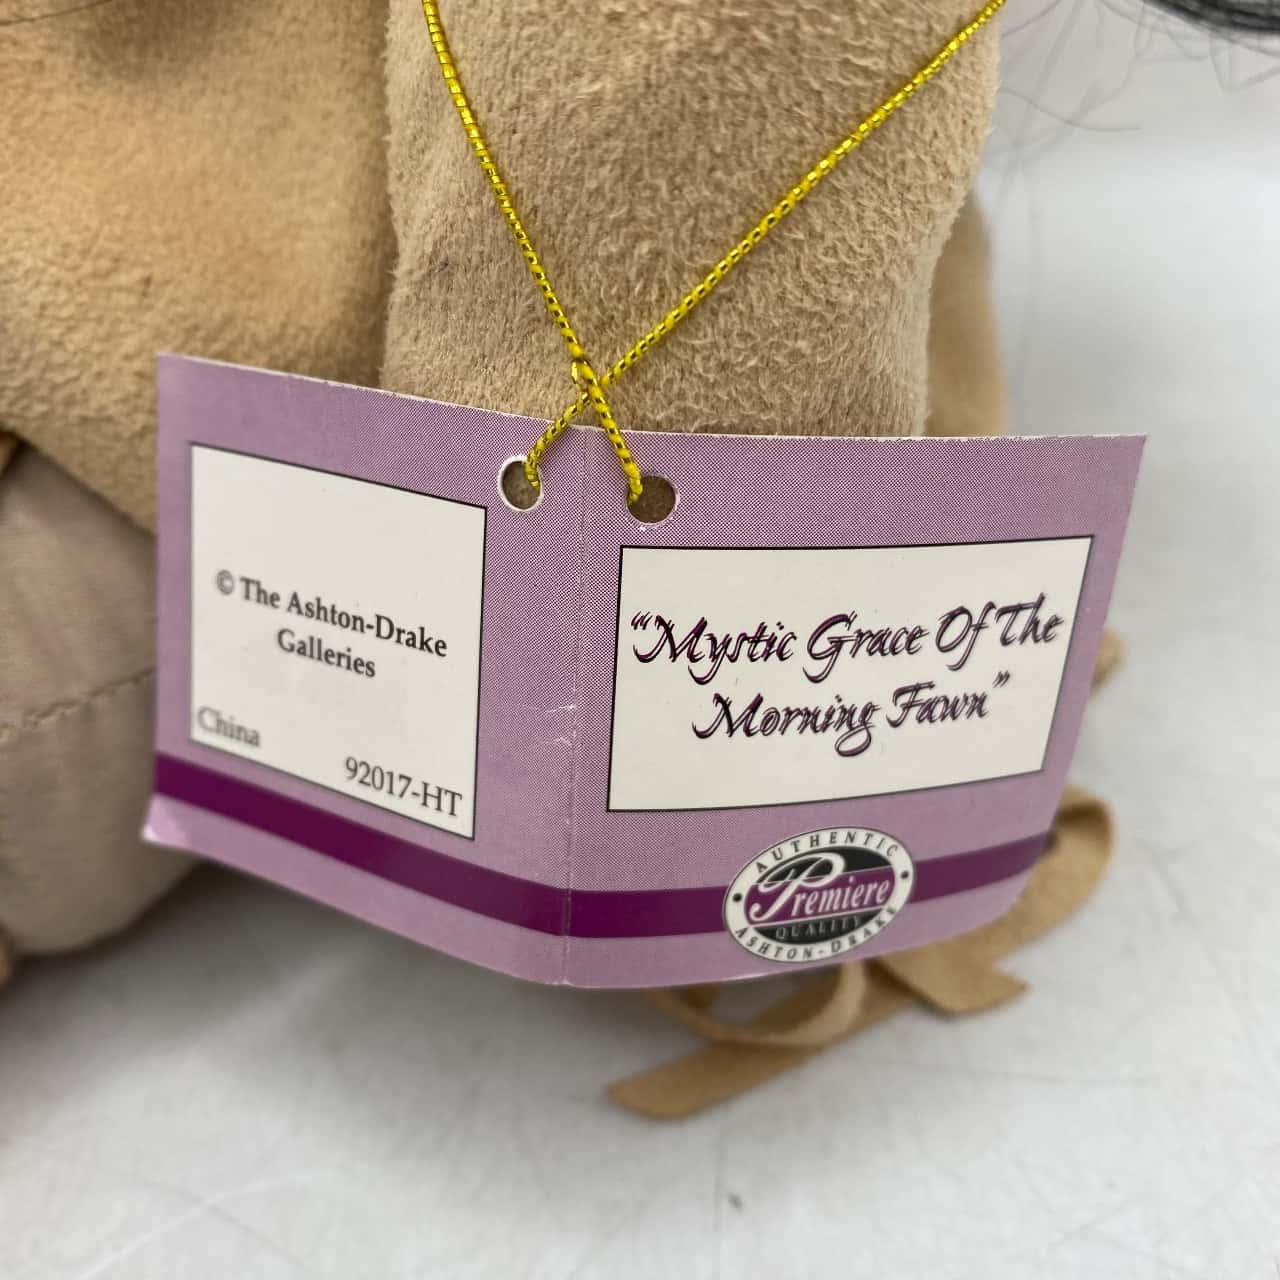 © The Ashton-Drake
Galleries
China
92017-HT
“Mystic Grace Of The
Morning Fawn”
AUTHENTIC
Premiere
QUALITY
ASHTON-DRAKE